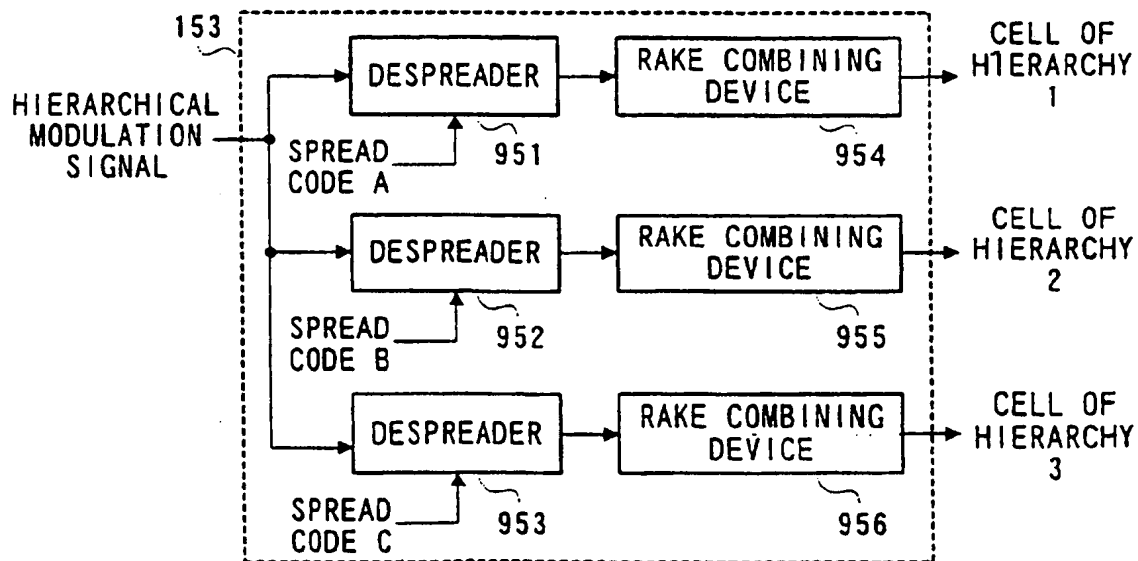 153
HIERARCHICAL
MODULATION
SIGNAL
DESPREADER
951
SPREAD
CODE A
RAKE COMBINING
DEVICE
954
CELL OF
HIERARCHY
1
DESPREADER
952
SPREAD
CODE B
RAKE COMBINING
DEVICE
955
CELL OF
HIERARCHY
2
DESPREADER
953
SPREAD
CODE C
RAKE COMBINING
DEVICE
956
CELL OF
HIERARCHY
3